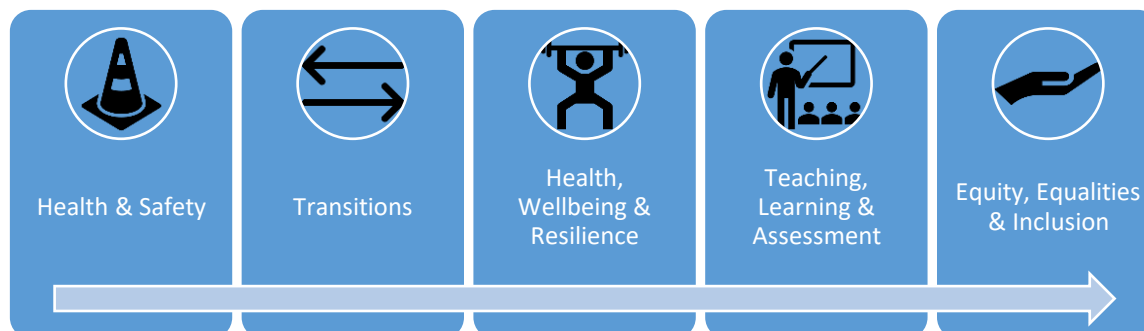 Health & Safety
Transitions
Health,
Wellbeing &
Resilience
Teaching,
Learning &
Assessment
Equity, Equalities
& Inclusion